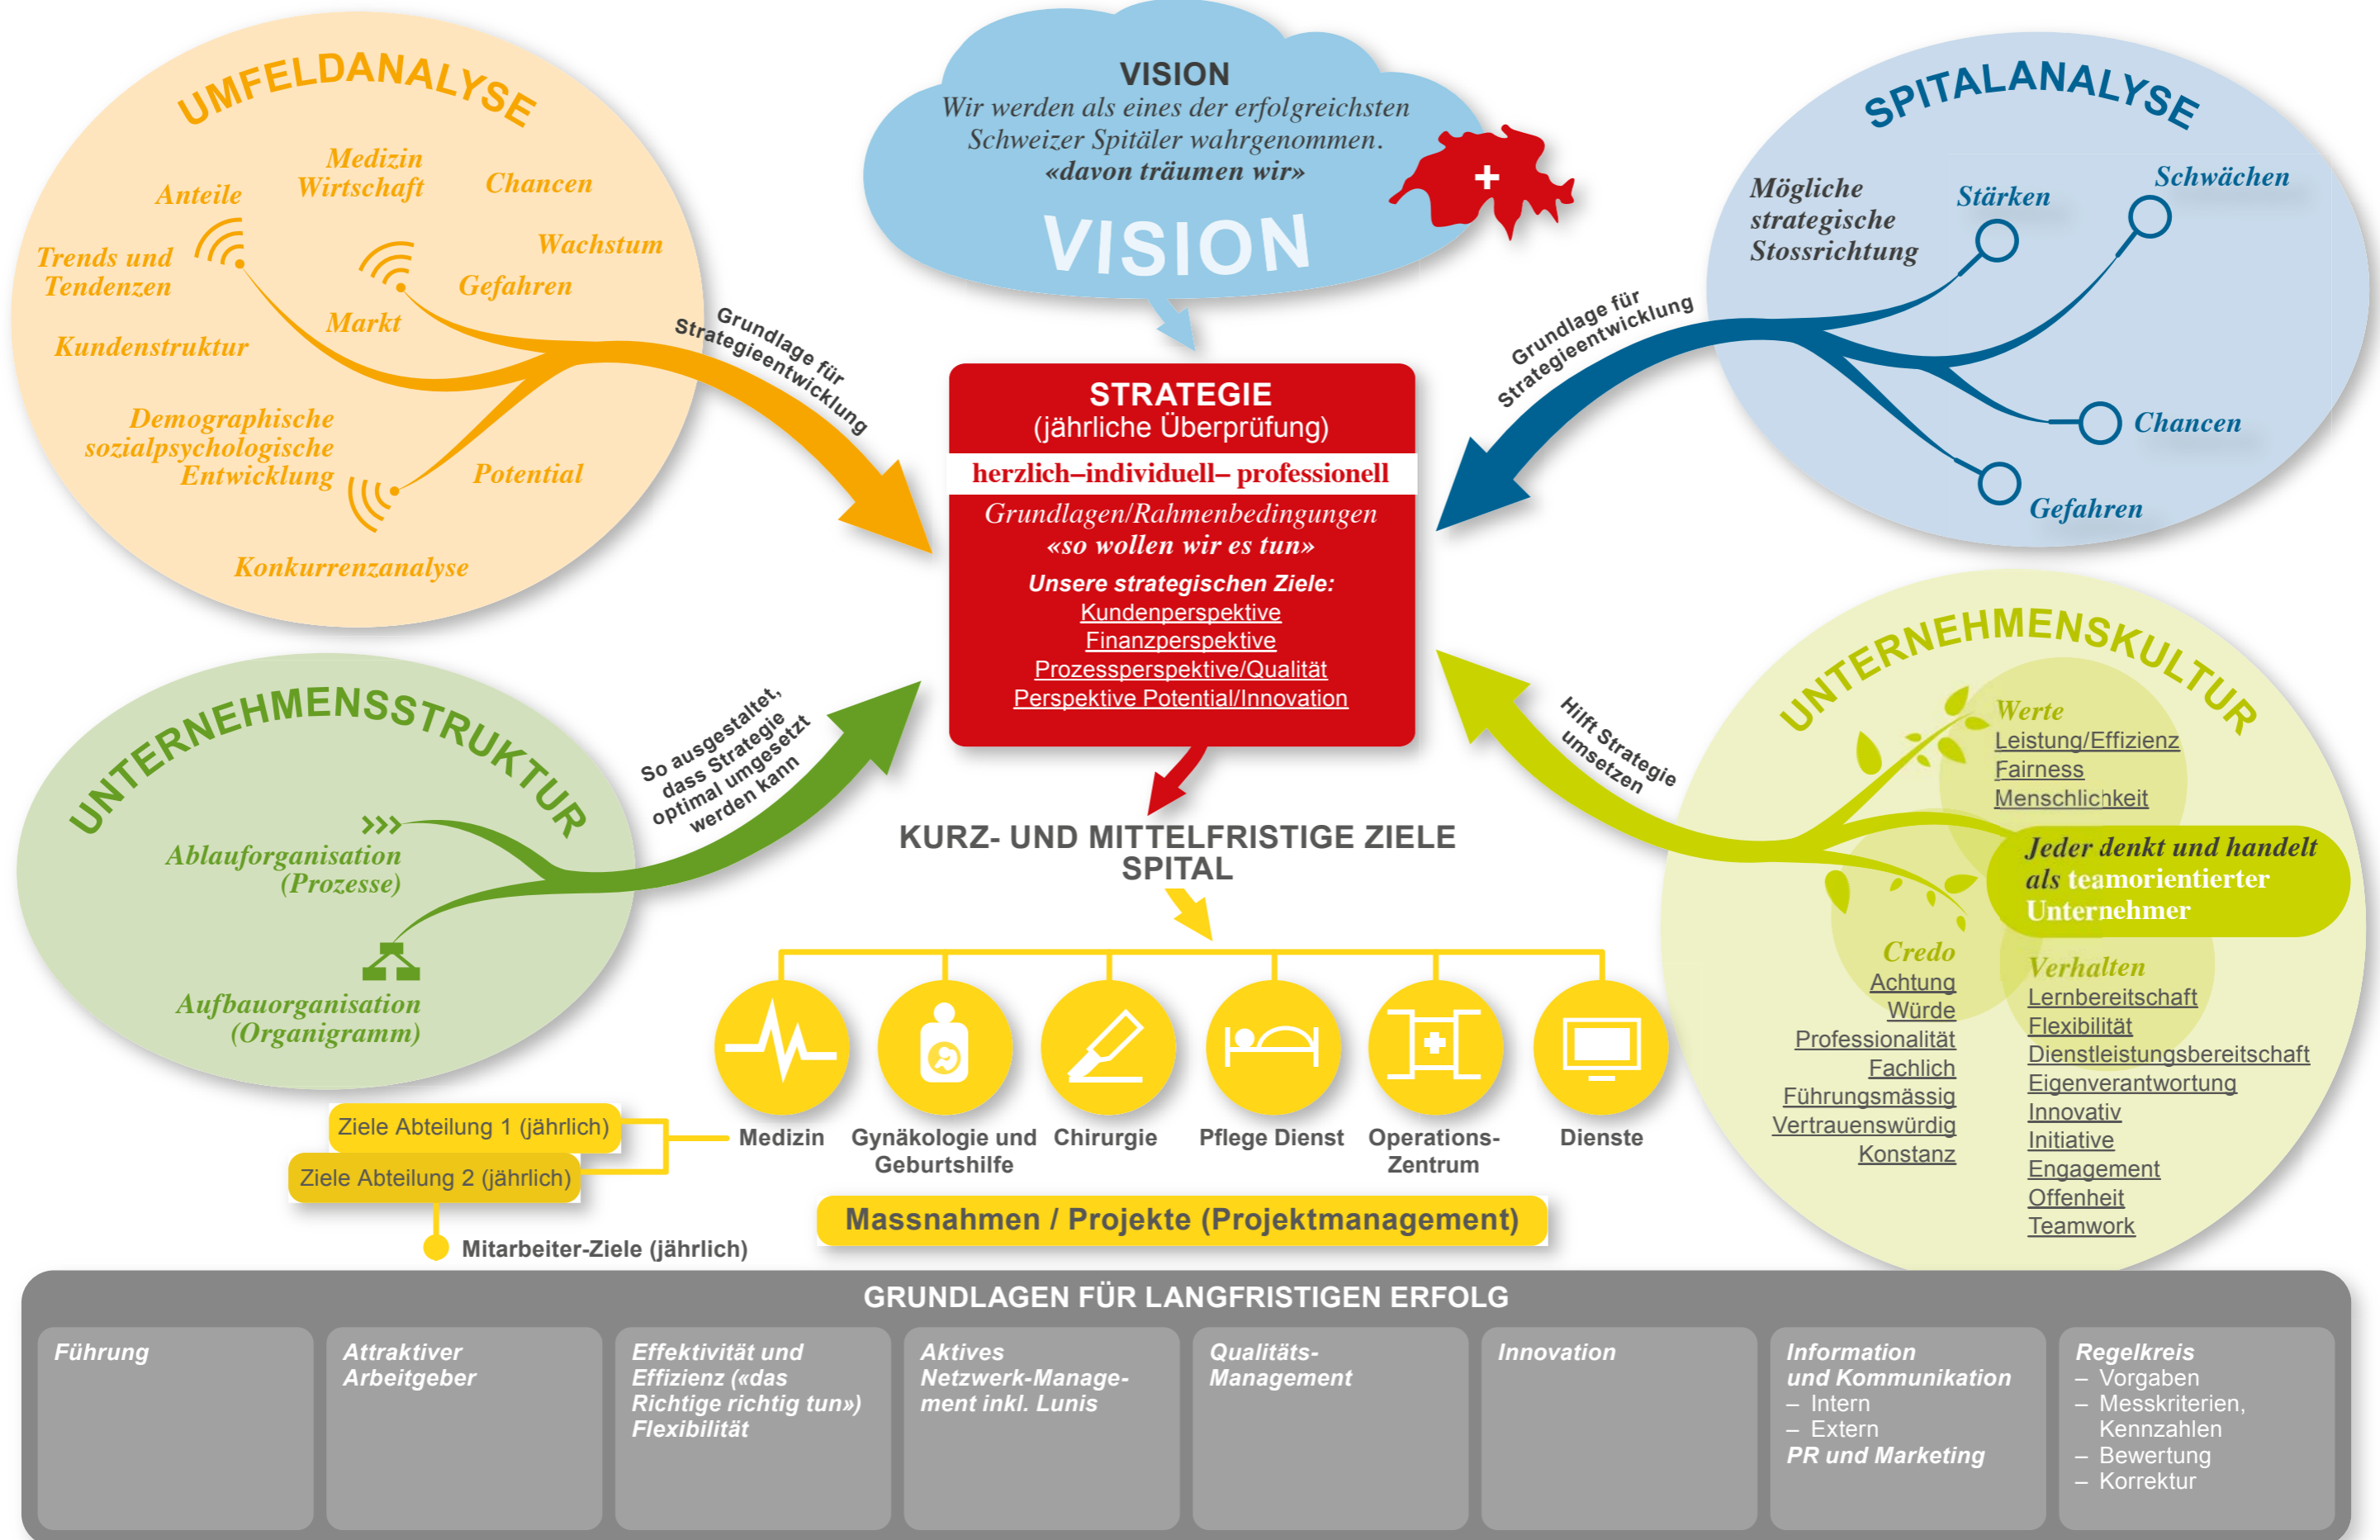 UMFELDANALYSE
Anteile
Medizin
Wirtschaft
Chancen
Trends und
Tendenzen
Wachstum
Gefahren
Markt
Kundenstruktur
Demographische
sozialpsychologische
Entwicklung
Potential
Konkurrenzanalyse
Grundlage für
Strategieentwicklung
VISION
Wir werden als eines der erfolgreichsten
Schweizer Spitäler wahrgenommen.
«davon träumen wir»
VISION
SPITALANALYSE
Mögliche
strategische
Stossrichtung
Stärken
Schwächen
Chancen
Gefahren
Grundlage für
Strategieentwicklung
STRATEGIE
(jährliche Überprüfung)
herzlich–individuell– professionell
Grundlagen/Rahmenbedingungen
«so wollen wir es tun»
Unsere strategischen Ziele:
Kundenperspektive
Finanzperspektive
Prozessperspektive/Qualität
Perspektive Potential/Innovation
UNTERNEHMENSSTRUKTUR
Ablauforganisation
(Prozesse)
Aufbauorganisation
(Organigramm)
So ausgestaltet,
dass Strategie
optimal umgesetzt
werden kann
UNTERNEHMENSKULTUR
Hilft Strategie
umsetzen
Werte
Leistung/Effizienz
Fairness
Menschlichkeit
Jeder denkt und handelt
als teamorientierter
Unternehmer
Credo
Achtung
Würde
Professionalität
Fachlich
Führungsmässig
Vertrauenswürdig
Konstanz
Verhalten
Lernbereitschaft
Flexibilität
Dienstleistungsbereitschaft
Eigenverantwortung
Innovativ
Initiative
Engagement
Offenheit
Teamwork
KURZ- UND MITTELFRISTIGE ZIELE
SPITAL
Medizin
Gynäkologie und
Geburtshilfe
Chirurgie
Pflege Dienst
Operations-
Zentrum
Dienste
Ziele Abteilung 1 (jährlich)
Ziele Abteilung 2 (jährlich)
Mitarbeiter-Ziele (jährlich)
Massnahmen / Projekte (Projektmanagement)
GRUNDLAGEN FÜR LANGFRISTIGEN ERFOLG
Führung
Attraktiver
Arbeitgeber
Effektivität und
Effizienz («das
Richtige richtig tun»)
Flexibilität
Aktives
Netzwerk-Manage-
ment inkl. Lunis
Qualitäts-
Management
Innovation
Information
und Kommunikation
– Intern
– Extern
PR und Marketing
Regelkreis
– Vorgaben
– Messkriterien,
Kennzahlen
– Bewertung
– Korrektur